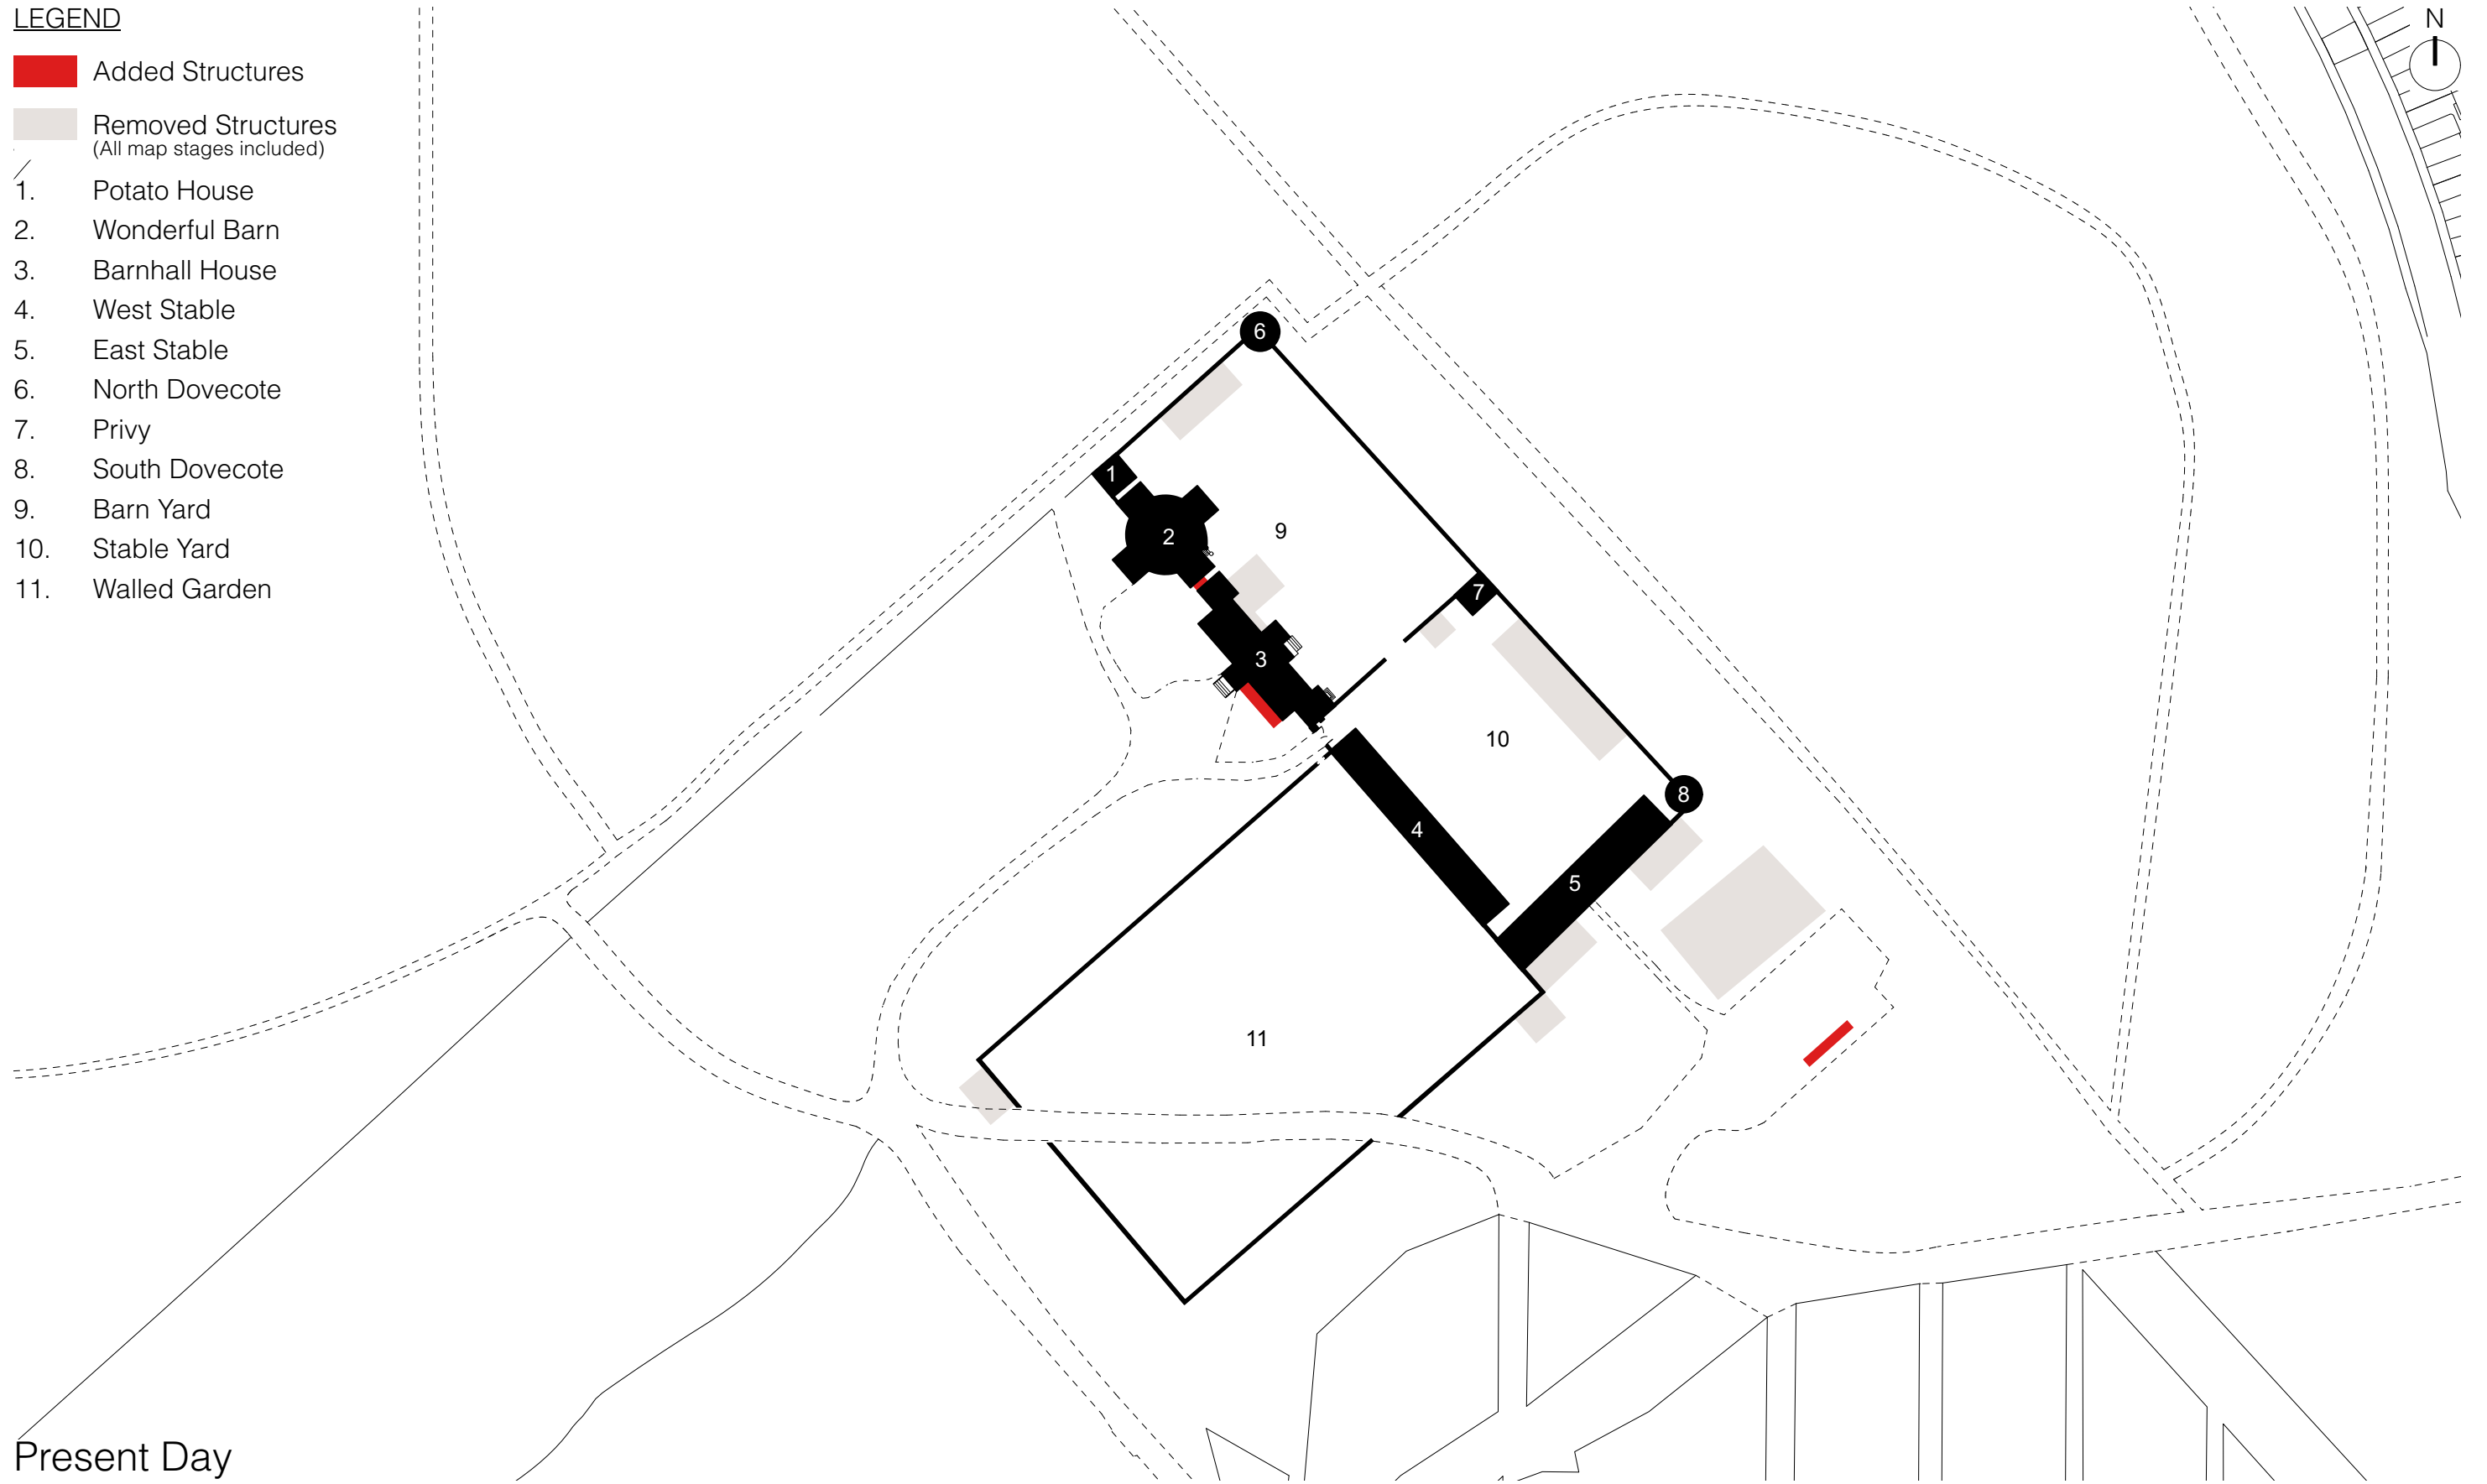 LEGEND
N
Added Structures
Removed Structures
(All map stages included)
1. Potato House
2. Wonderful Barn
3. Barnhall House
4. West Stable
5. East Stable
6. North Dovecote
7. Privy
8. South Dovecote
9. Barn Yard
10. Stable Yard
11. Walled Garden
6
1
2
9
7
3
10
8
4
5
11
Present Day